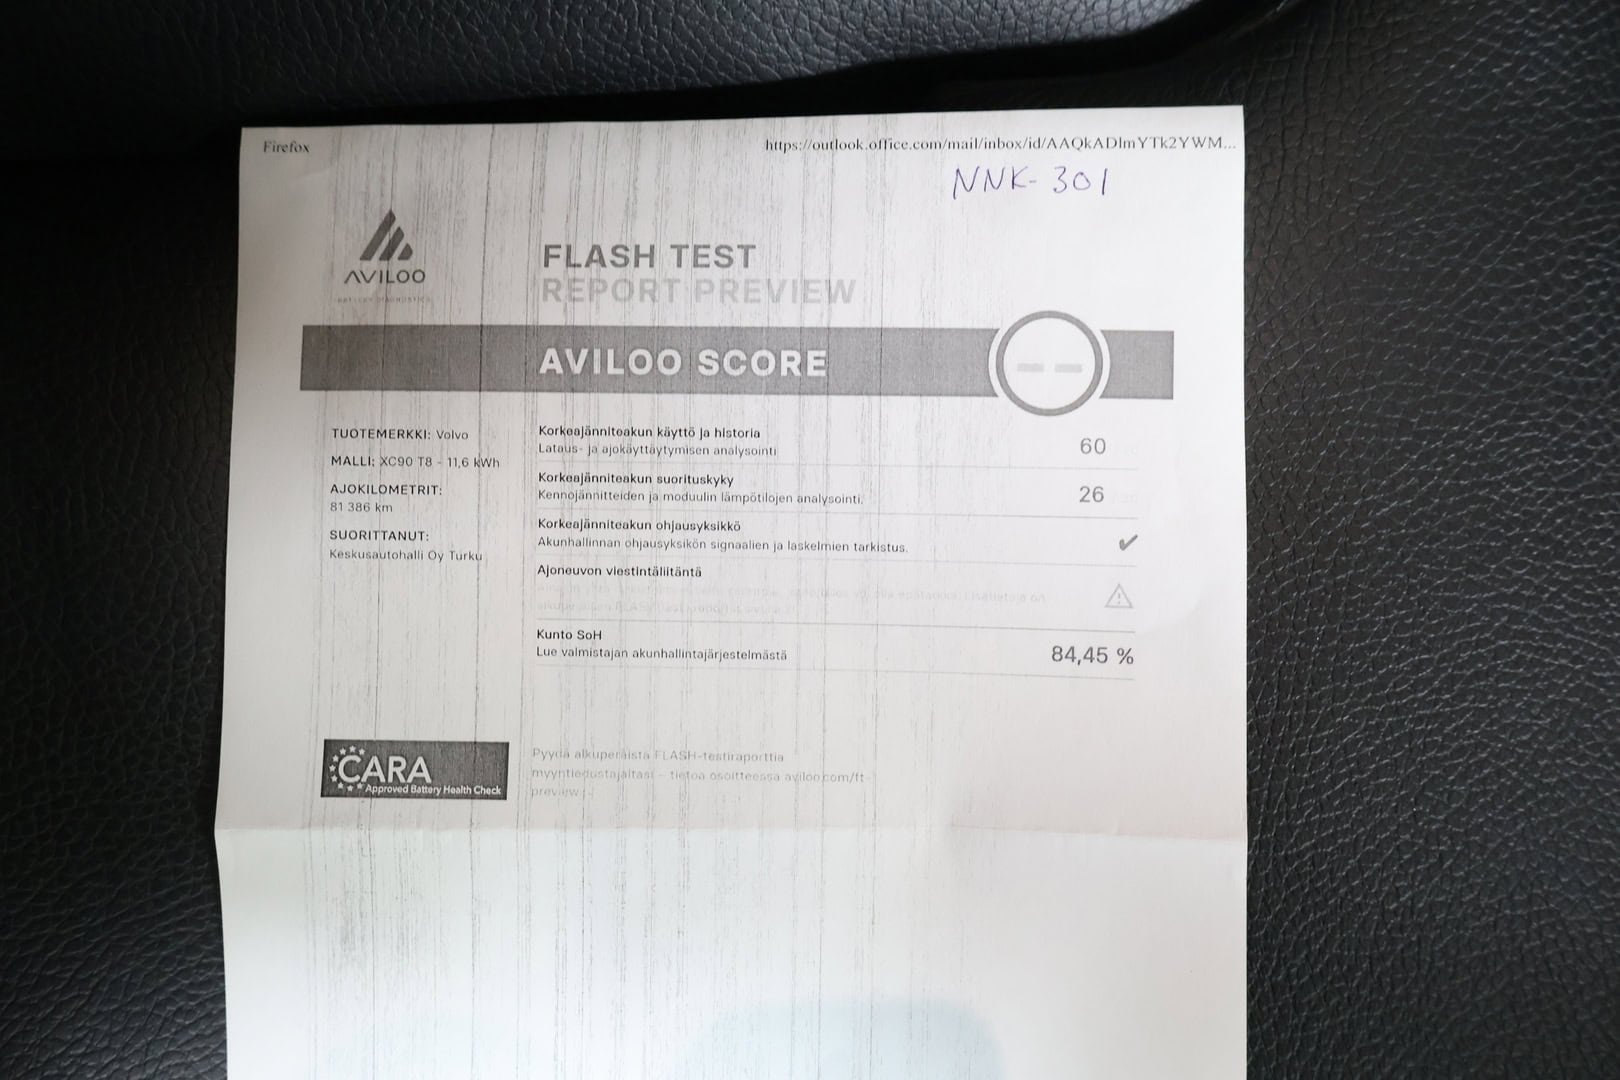 Firefox
https://outlook.office.com/mail/inbox/id/AAQkADlmYTk2YWM...
NNK-301
AVILOO
BATTERY DIAGNOSTICS
FLASH TEST
REPORT PREVIEW
AVILOO SCORE
--
TUOTEMERKKI: Volvo
MALLI: XC90 T8 - 11,6 kWh
AJOKILOMETRIT:
81 386 km
SUORITTANUT:
Keskusautohalli Oy Turku
Korkeajänniteakun käyttö ja historia
Lataus- ja ajokäyttäytymisen analysointi
60
Korkeajänniteakun suorituskyky
Kennojännitteiden ja moduulin lämpötilojen analysointi.
26
Korkeajänniteakun ohjausyksikkö
Akunhallinnan ohjausyksikön signaalien ja laskelmien tarkistus.
✔
Ajoneuvon viestintäliitäntä
Kunto SoH
Lue valmistajan akunhallintajärjestelmästä
84,45 %
CARA
Approved Battery Health Check
Pyydä alkuperäistä FLASH-testiraporttia
myyntiedustajaltasi - tietoa osoitteessa aviloo.com/ft-
preview